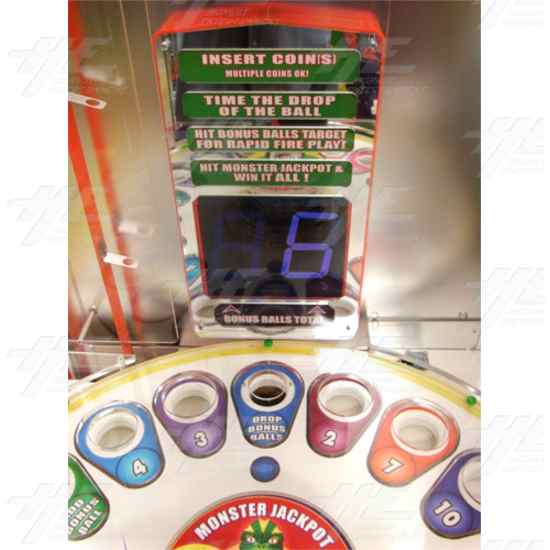 INSERT COIN(S)
MULTIPLE COINS OK!
TIME THE DROP
OF THE BALL
HIT BONUS BALLS TARGET
FOR RAPID FIRE PLAY!
HIT MONSTER JACKPOT &
WIN IT ALL !
6
BONUS BALLS TOTAL
4
3
DROP
BONUS
BALLS
2
7
10
BONUS
BALL
MONSTER JACKPOT